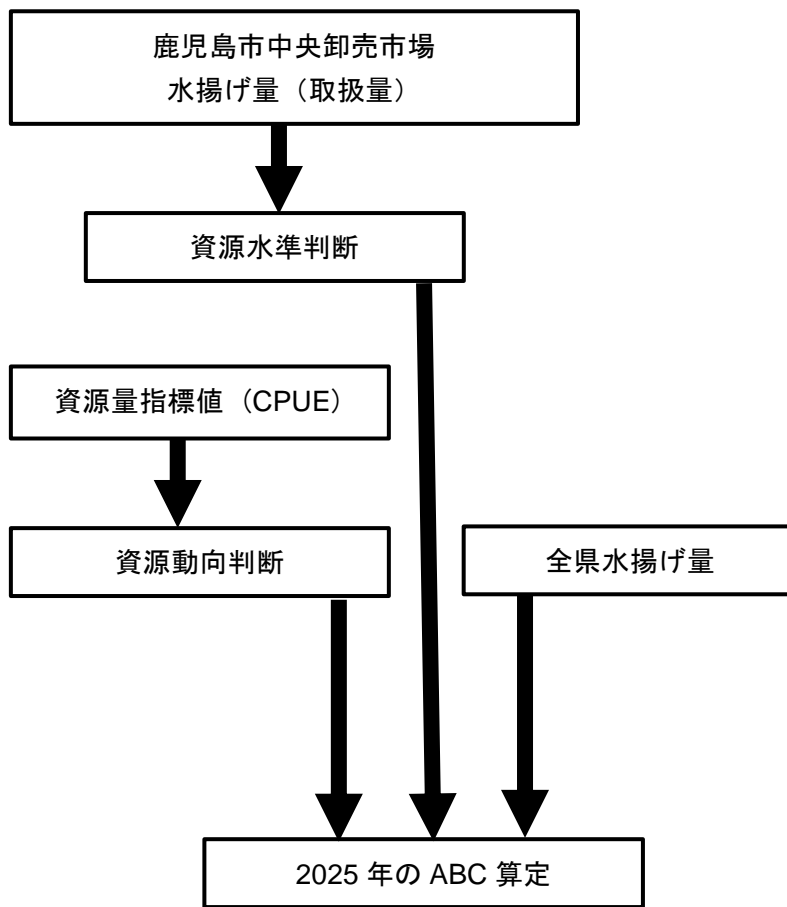 鹿児島市中央卸売市場
水揚げ量（取扱量）
資源水準判断
資源量指標値（CPUE）
資源動向判断
全県水揚げ量
2025 年の ABC 算定